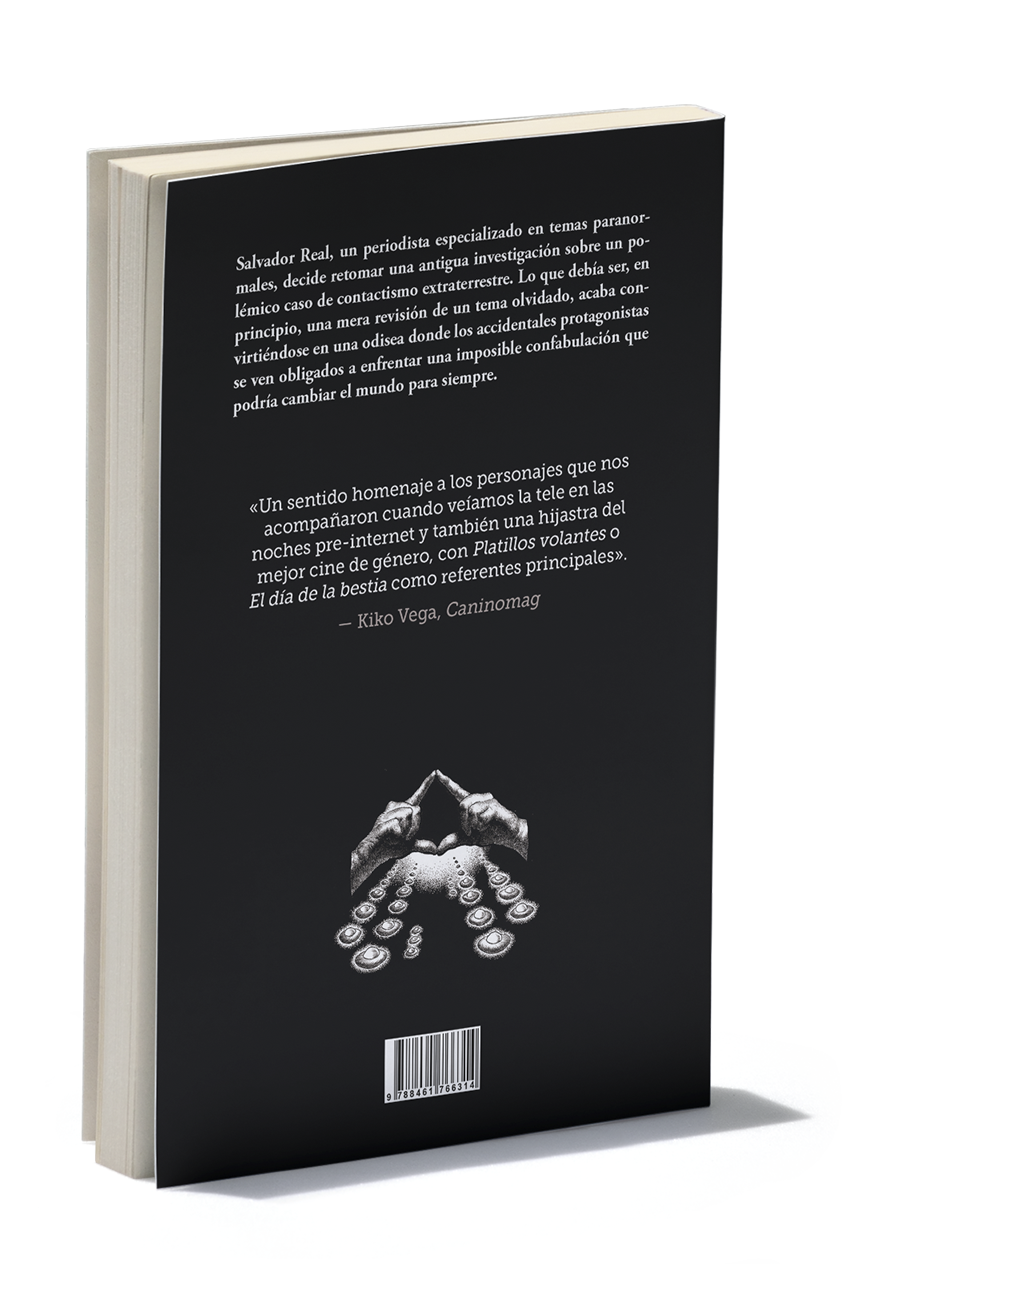 Salvador Real, un periodista especializado en temas paranor-
males, decide retomar una antigua investigación sobre un po-
lémico caso de contactismo extraterrestre. Lo que debía ser, en
principio, una mera revisión de un tema olvidado, acaba con-
virtiéndose en una odisea donde los accidentales protagonistas
se ven obligados a enfrentar una imposible confabulación que
podría cambiar el mundo para siempre.
«Un sentido homenaje a los personajes que nos
acompañaron cuando veíamos la tele en las
noches pre-internet y también una hijastra del
mejor cine de género, con Platillos volantes o
El día de la bestia como referentes principales».
— Kiko Vega, Caninomag
9 788461 766314